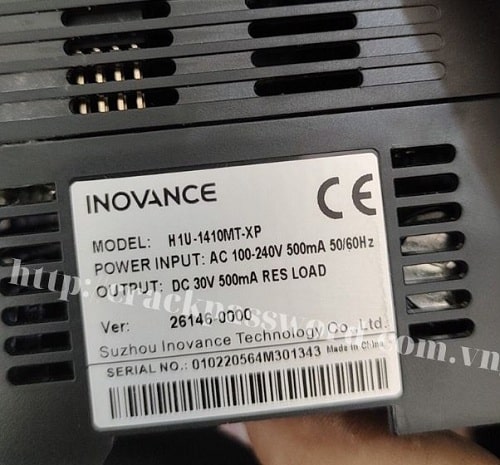 INOVANCE CE
MODEL: H1U-1410MT-XP
POWER INPUT: AC 100-240V 500mA 50/60Hz
OUTPUT: DC 30V 500mA RES LOAD
Ver: 26146-0000
Suzhou Inovance Technology Co., Ltd.
SERIAL NO.: 010220564M301343 Made in China
http: crackpassword.com.vn